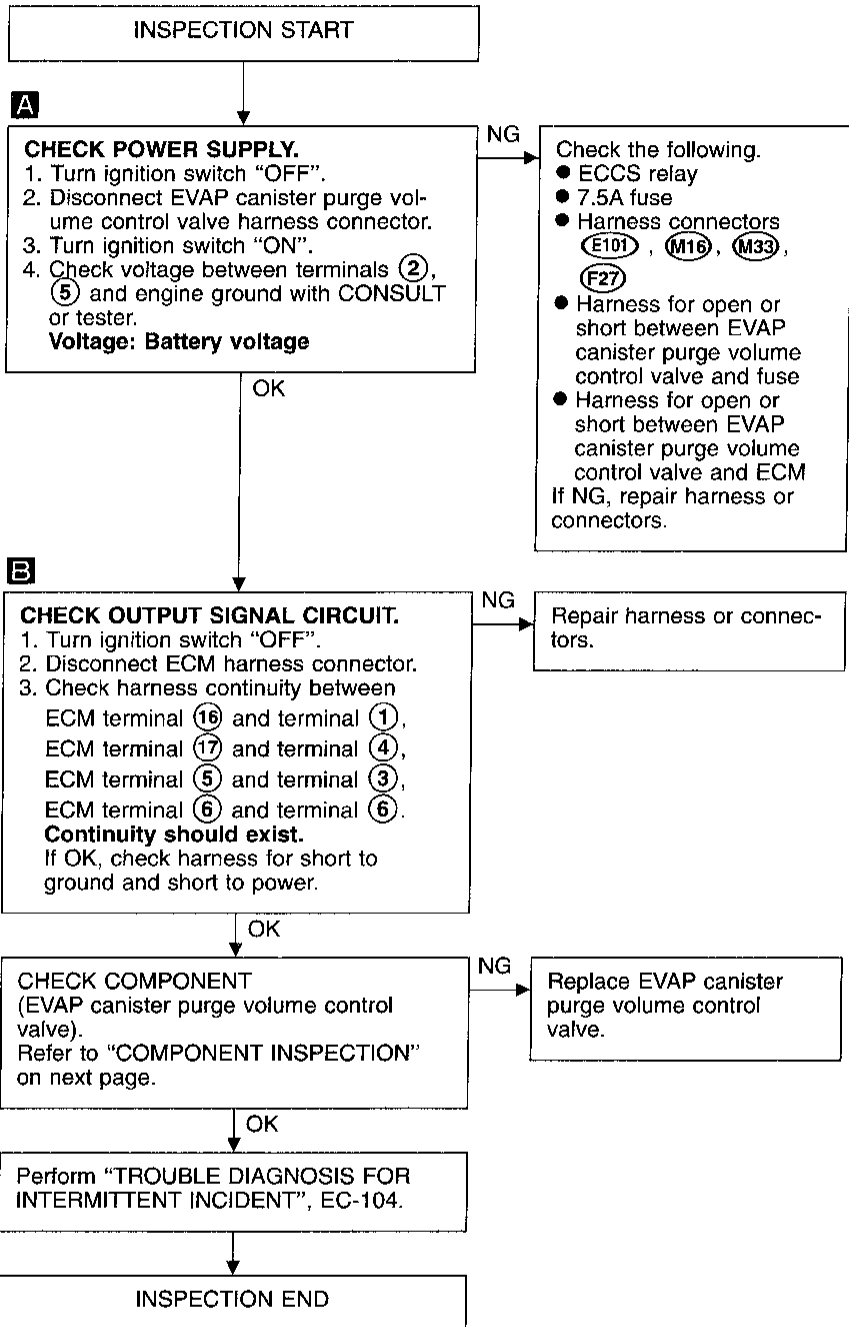 INSPECTION START
A
CHECK POWER SUPPLY.
1. Turn ignition switch “OFF”.
2. Disconnect EVAP canister purge vol-
ume control valve harness connector.
3. Turn ignition switch “ON”.
4. Check voltage between terminals ②,
⑤ and engine ground with CONSULT
or tester.
Voltage: Battery voltage
NG
Check the following.
● ECCS relay
● 7.5A fuse
● Harness connectors
E101 , M16, M33,
F27
● Harness for open or
short between EVAP
canister purge volume
control valve and fuse
● Harness for open or
short between EVAP
canister purge volume
control valve and ECM
If NG, repair harness or
connectors.
OK
B
CHECK OUTPUT SIGNAL CIRCUIT.
1. Turn ignition switch “OFF”.
2. Disconnect ECM harness connector.
3. Check harness continuity between
ECM terminal ⑯ and terminal ①,
ECM terminal ⑰ and terminal ④,
ECM terminal ⑤ and terminal ③,
ECM terminal ⑥ and terminal ⑥.
Continuity should exist.
If OK, check harness for short to
ground and short to power.
NG
Repair harness or connec-
tors.
OK
CHECK COMPONENT
(EVAP canister purge volume control
valve).
Refer to “COMPONENT INSPECTION”
on next page.
NG
Replace EVAP canister
purge volume control
valve.
OK
Perform “TROUBLE DIAGNOSIS FOR
INTERMITTENT INCIDENT”, EC-104.
INSPECTION END